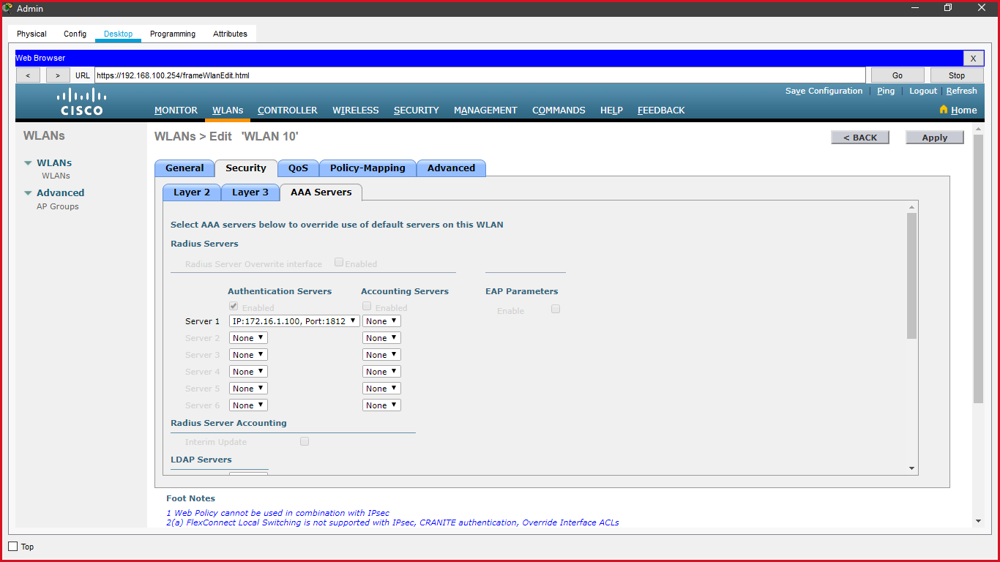 Admin
Physical Config Desktop Programming Attributes
Web Browser X
< > URL https://192.168.100.254/frameWlanEdit.html Go Stop
Save Configuration | Ping | Logout | Refresh
CISCO MONITOR WLANs CONTROLLER WIRELESS SECURITY MANAGEMENT COMMANDS HELP FEEDBACK Home
WLANs
WLANs
WLANs
Advanced
AP Groups
WLANs > Edit 'WLAN 10' < BACK Apply
General Security QoS Policy-Mapping Advanced
Layer 2 Layer 3 AAA Servers
Select AAA servers below to override use of default servers on this WLAN
Radius Servers
Radius Server Overwrite interface Enabled
Authentication Servers Accounting Servers EAP Parameters
Enabled Enabled Enable
Server 1 IP:172.16.1.100, Port:1812 None
Server 2 None None
Server 3 None None
Server 4 None None
Server 5 None None
Server 6 None None
Radius Server Accounting
Interim Update
LDAP Servers
Foot Notes
1 Web Policy cannot be used in combination with IPsec
2(a) FlexConnect Local Switching is not supported with IPsec, CRANITE authentication, Override Interface ACLs
Top